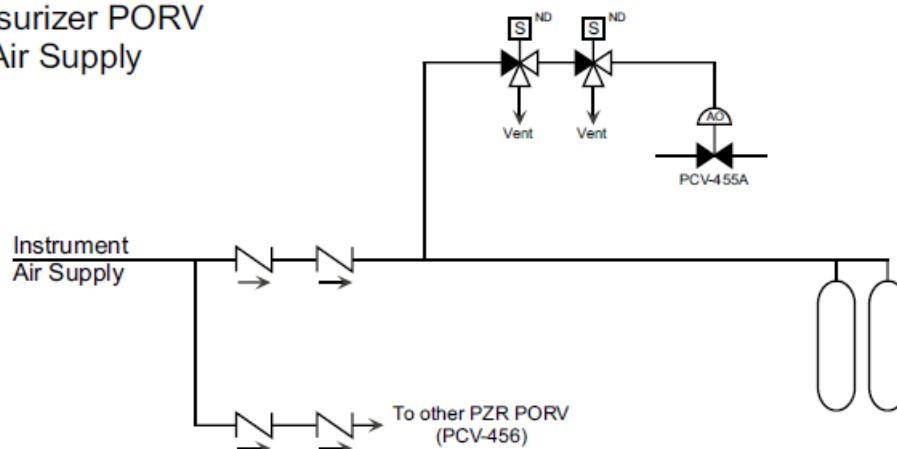 surizer PORV
Air Supply
S ND
S ND
Vent
Vent
AO
PCV-455A
Instrument
Air Supply
To other PZR PORV
(PCV-456)